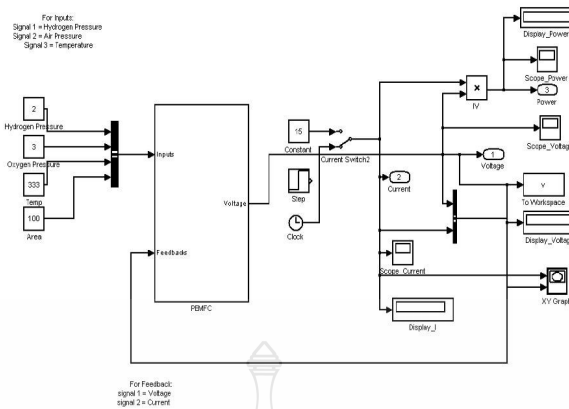 For Inputs:
Signal 1 = Hydrogen Pressure
Signal 2 = Air Pressure
Signal 3 = Temperature
2
Hydrogen Pressure
3
Oxygen Pressure
333
Temp
100
Area
Inputs
Voltage
Feedbacks
PEMFC
15
Constant
Current Switch2
Step
Clock
2
Current
Scope_Current
Display_I
×
IV
Display_Power
Scope_Power
3
Power
Scope_Voltage
1
Voltage
v
To Workspace
Display_Voltage
XY Graph
For Feedback:
signal 1 = Voltage
signal 2 = Current